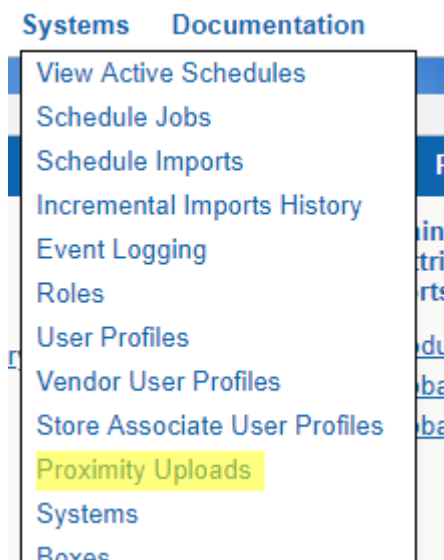 Systems Documentation
View Active Schedules
Schedule Jobs
Schedule Imports
Incremental Imports History
Event Logging
Roles
User Profiles
Vendor User Profiles
Store Associate User Profiles
Proximity Uploads
Systems
Boxes